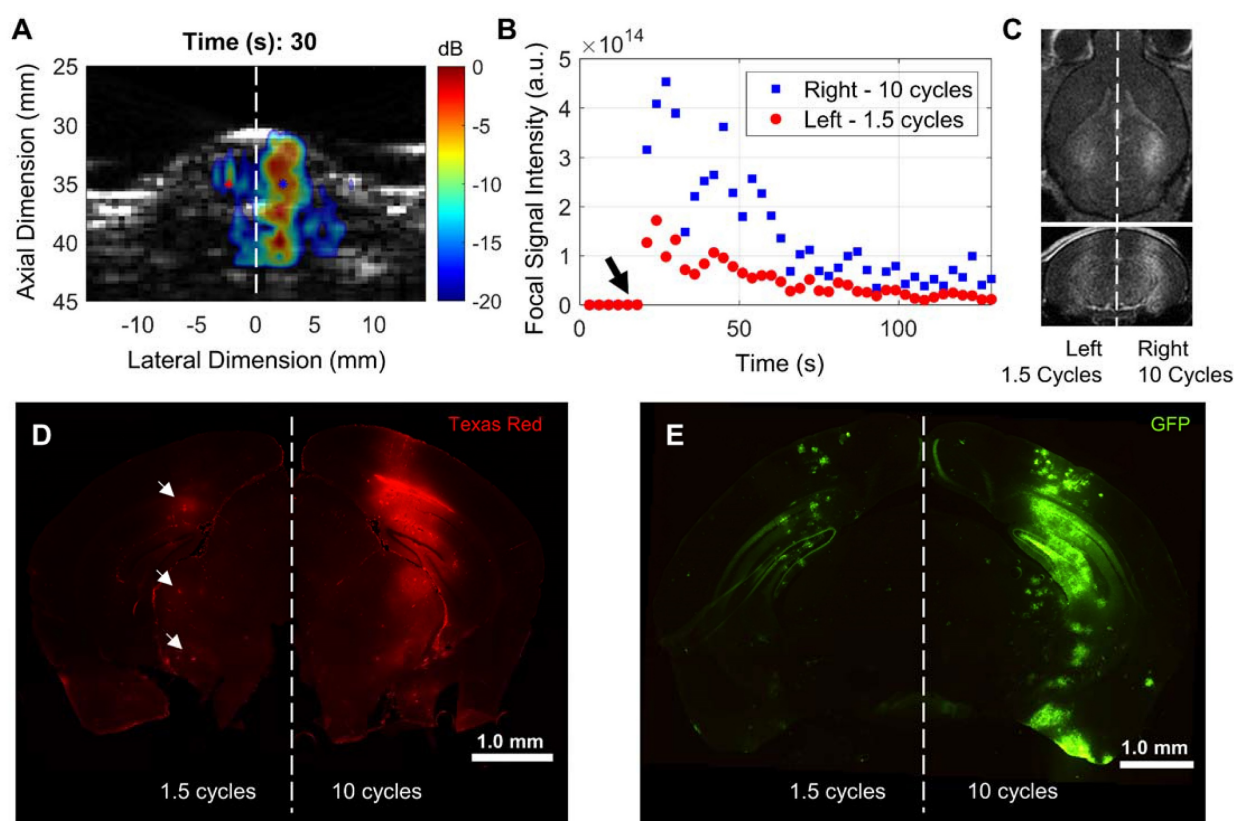 A
Time (s): 30
dB
25
30
35
40
45
Axial Dimension (mm)
-10
-5
0
5
10
Lateral Dimension (mm)
0
-5
-10
-15
-20
B
×10¹⁴
5
4
3
2
1
0
Focal Signal Intensity (a.u.)
Right - 10 cycles
Left - 1.5 cycles
50
100
Time (s)
C
Left
1.5 Cycles
Right
10 Cycles
D
Texas Red
1.0 mm
1.5 cycles
10 cycles
E
GFP
1.0 mm
1.5 cycles
10 cycles